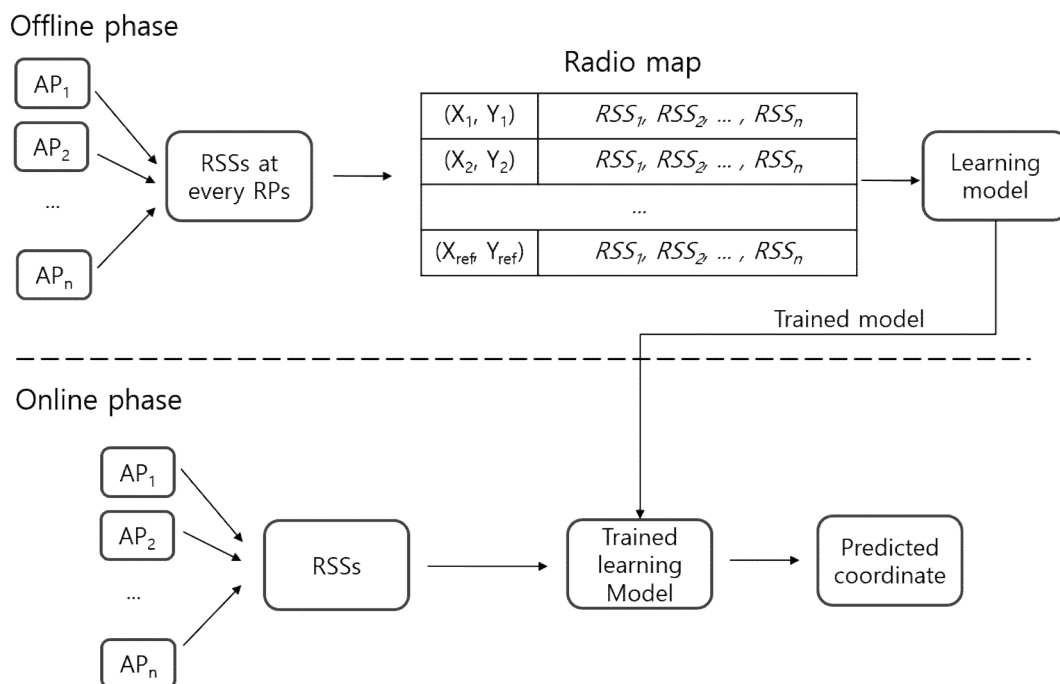 Offline phase
AP1
AP2
...
APn
RSSs at
every RPs
Radio map
(X1, Y1) RSS1, RSS2, ... , RSSn
(X2, Y2) RSS1, RSS2, ... , RSSn
...
(Xref, Yref) RSS1, RSS2, ... , RSSn
Learning
model
Trained model
Online phase
AP1
AP2
...
APn
RSSs
Trained
learning
Model
Predicted
coordinate